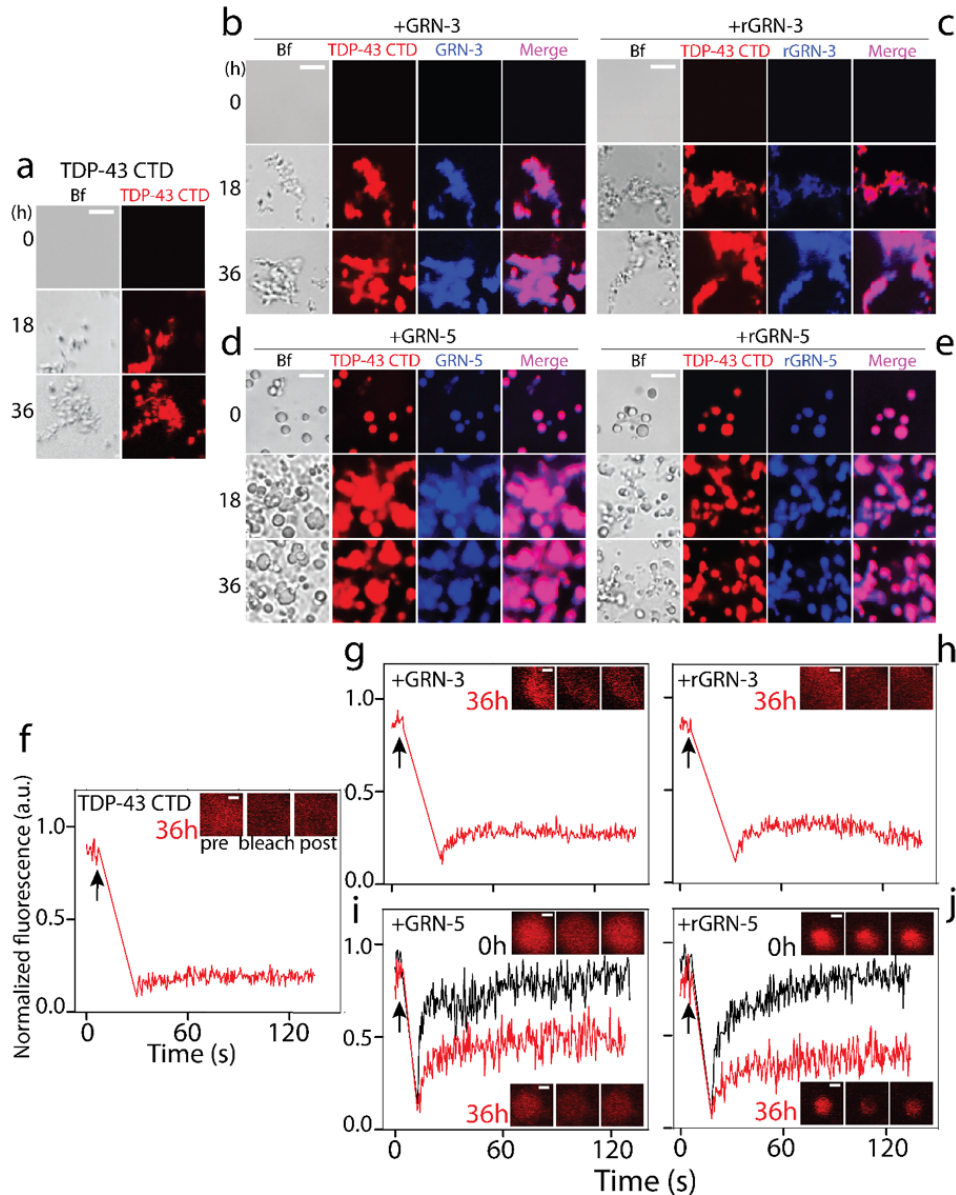 b
+GRN-3
+rGRN-3
c
Bf TDP-43 CTD GRN-3 Merge
Bf TDP-43 CTD rGRN-3 Merge
(h)
0
18
36
a
TDP-43 CTD
Bf TDP-43 CTD
(h)
0
18
36
d
+GRN-5
+rGRN-5
e
Bf TDP-43 CTD GRN-5 Merge
Bf TDP-43 CTD rGRN-5 Merge
0
18
36
f
TDP-43 CTD
36h
pre bleach post
1.0
0.5
0.0
0 60 120
Time (s)
Normalized fluorescence (a.u.)
g
+GRN-3
36h
1.0
0.5
0.0
h
+rGRN-3
36h
i
+GRN-5
0h
36h
1.0
0.5
0.0
0 60 120
j
+rGRN-5
0h
36h
0 60 120
Time (s)